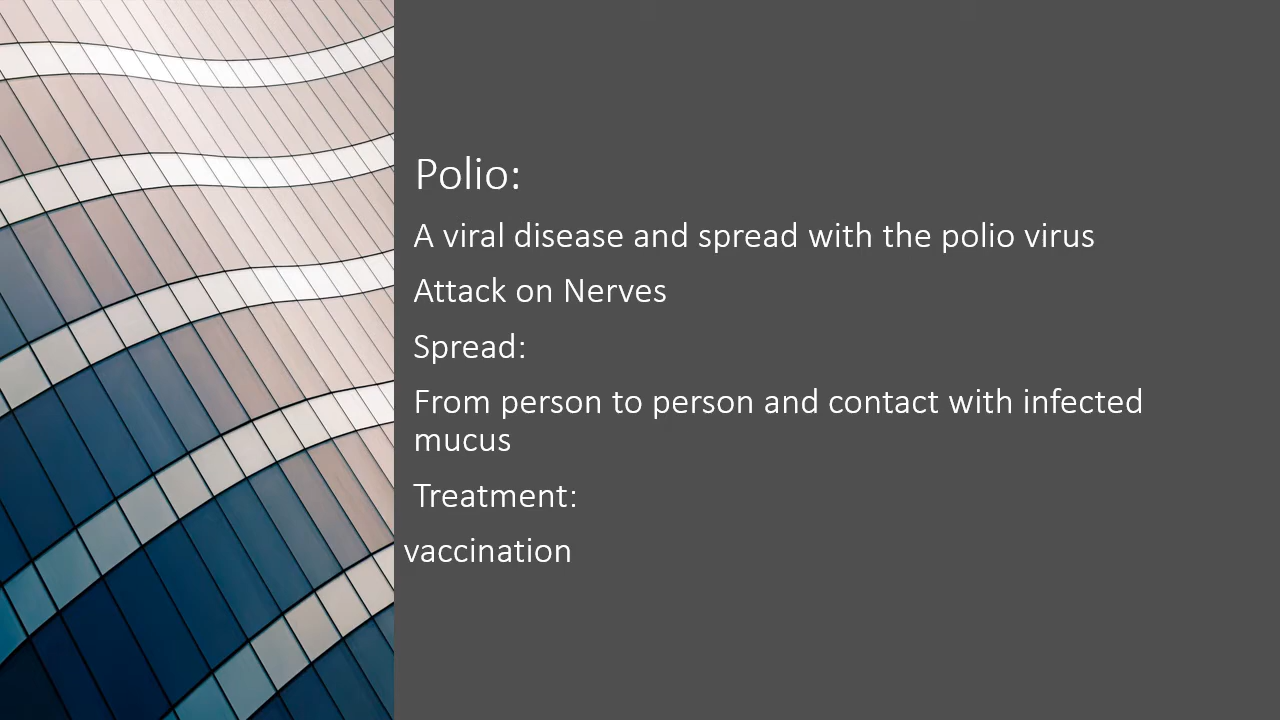 Polio:
A viral disease and spread with the polio virus
Attack on Nerves
Spread:
From person to person and contact with infected
mucus
Treatment:
vaccination